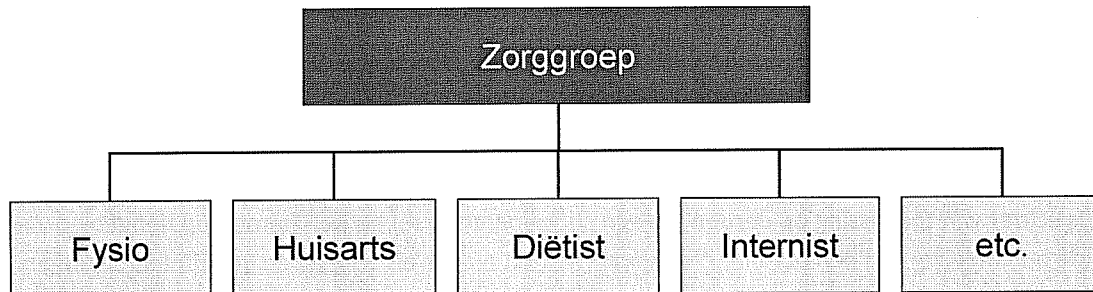 Zorggroep
Fysio
Huisarts
Diëtist
Internist
etc.